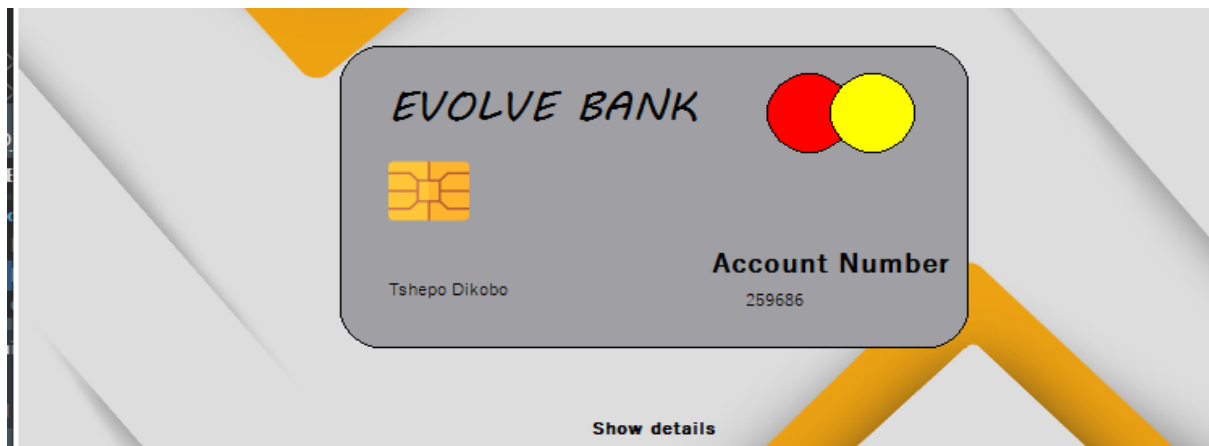 EVOLVE BANK
Account Number
Tshepo Dikobo
259686
Show details